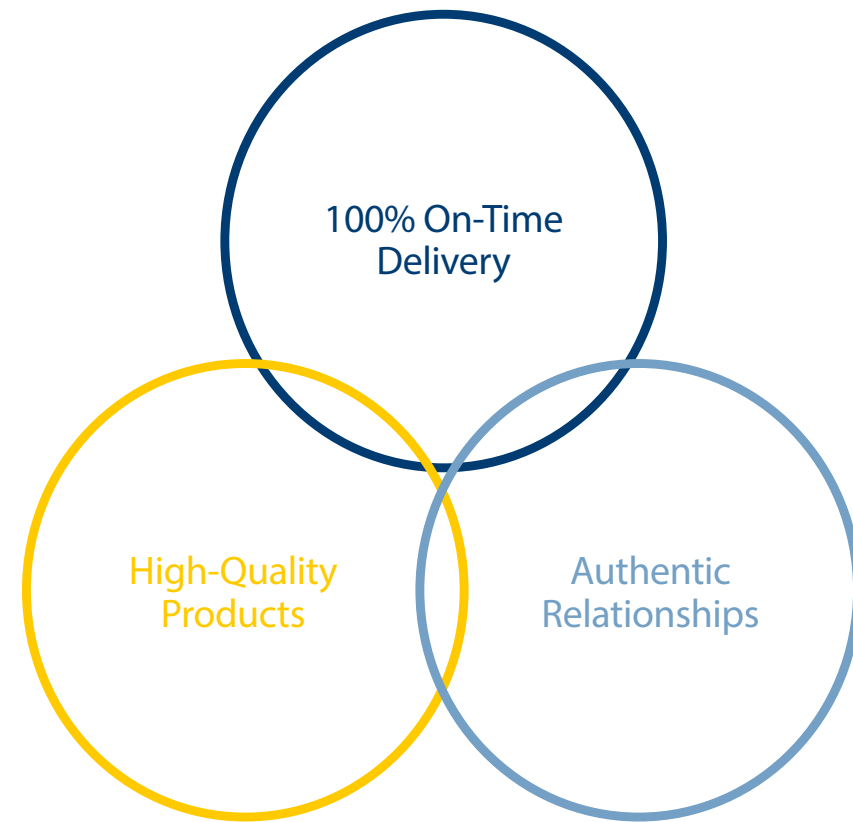 100% On-Time
Delivery
High-Quality
Products
Authentic
Relationships